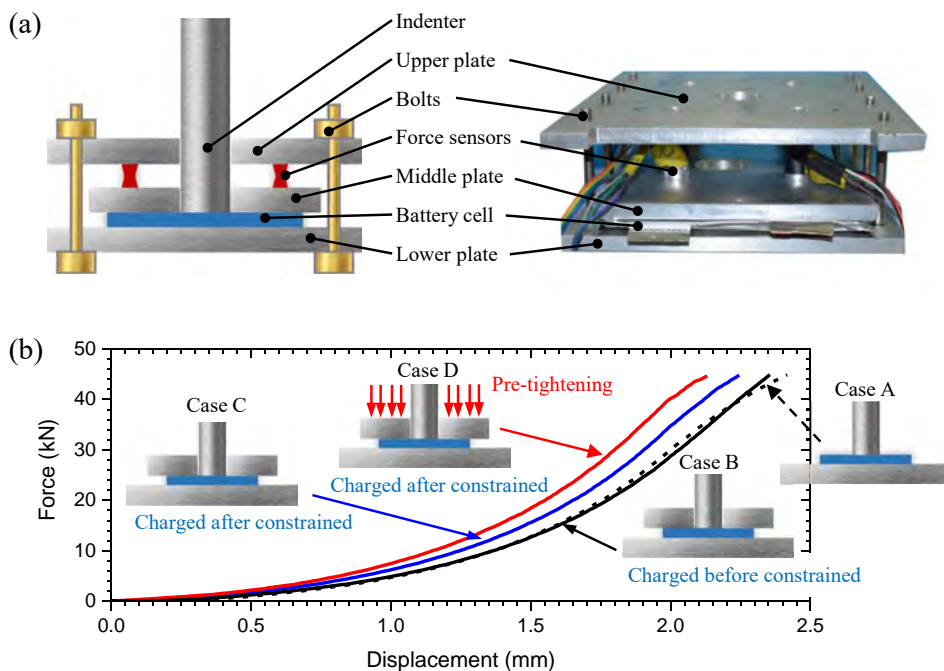 (a)
Indenter
Upper plate
Bolts
Force sensors
Middle plate
Battery cell
Lower plate
(b)
50
40
30
20
10
0
Force (kN)
0.0
0.5
1.0
1.5
2.0
2.5
Displacement (mm)
Case C
Charged after constrained
Case D
Pre-tightening
Charged after constrained
Case A
Case B
Charged before constrained